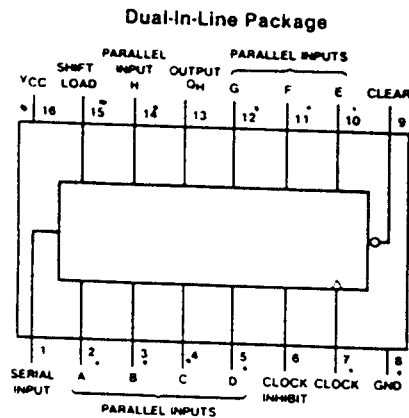 Dual-In-Line Package
PARALLEL
INPUT
H
SHIFT
LOAD
OUTPUT
QH
PARALLEL INPUTS
G F E
VCC
CLEAR
16 15 14 13 12 11 10 9
1 2 3 4 5 6 7 8
SERIAL
INPUT
A B C D
PARALLEL INPUTS
CLOCK
INHIBIT
CLOCK
GND